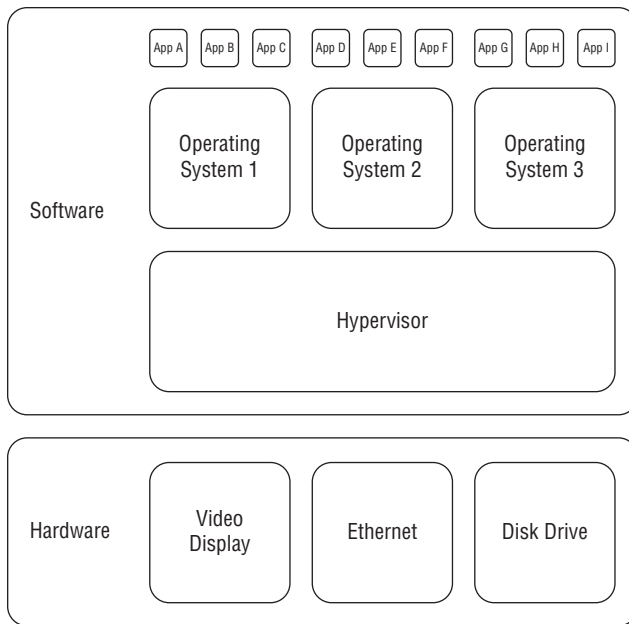 App A App B App C App D App E App F App G App H App I
Operating
System 1
Operating
System 2
Operating
System 3
Software
Hypervisor
Hardware
Video
Display
Ethernet
Disk Drive